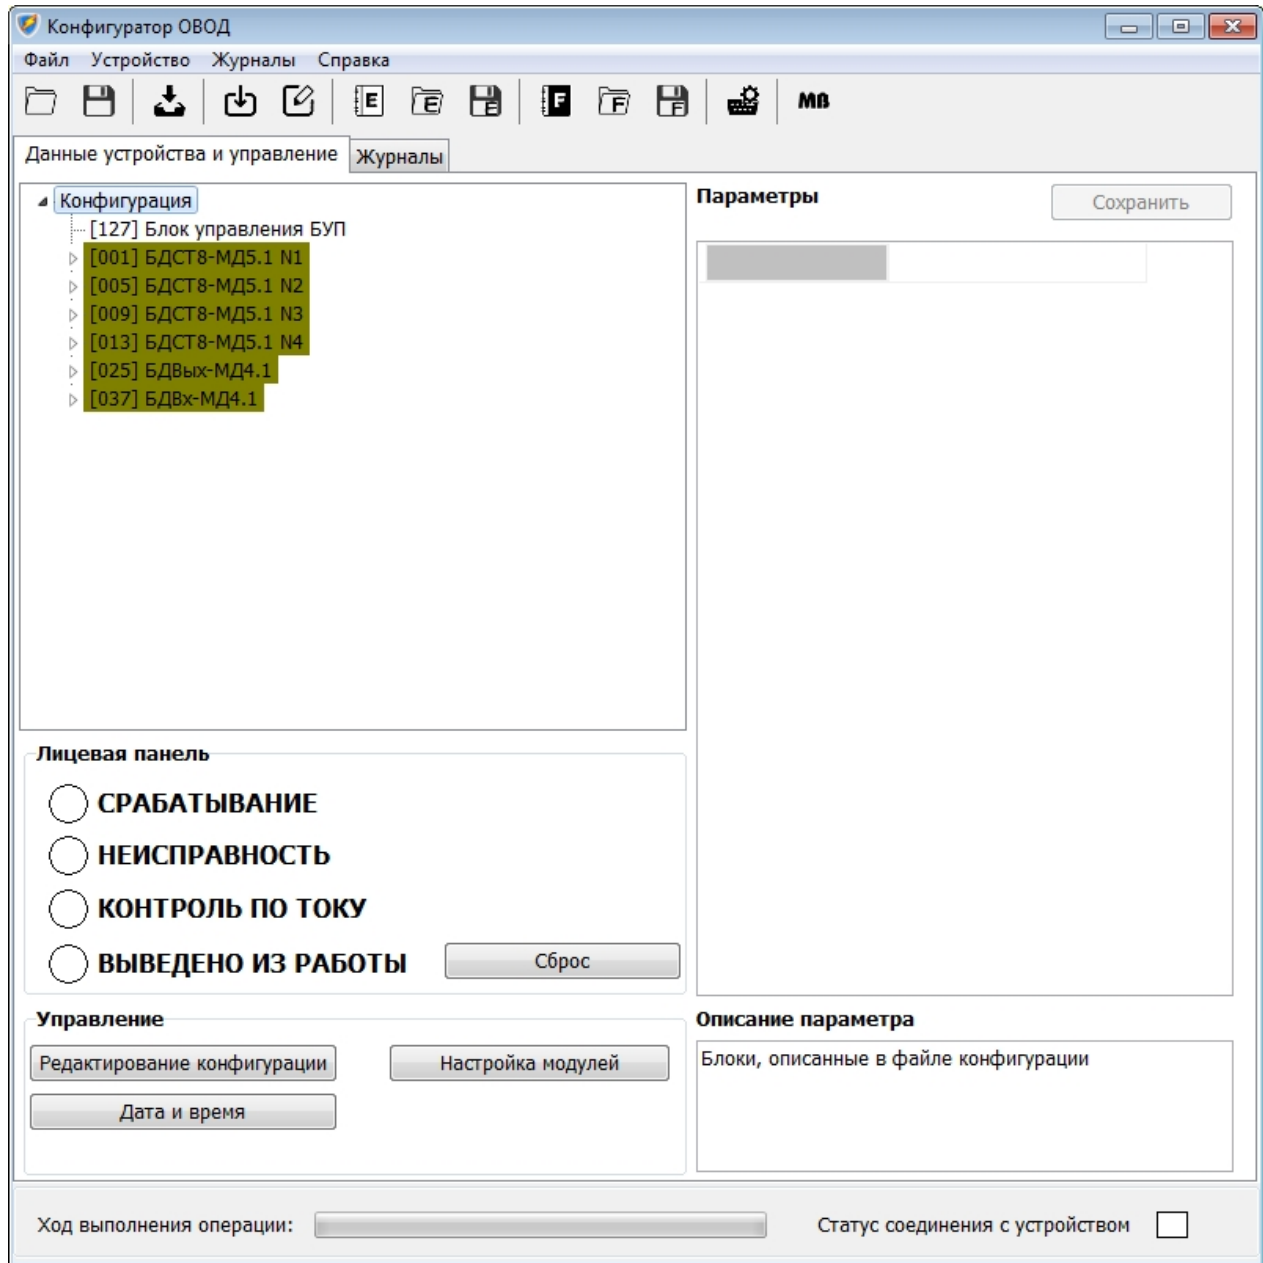 Конфигуратор ОВОД
Файл Устройство Журналы Справка
E E E F F F МВ
Данные устройства и управление Журналы
Конфигурация
[127] Блок управления БУП
[001] БДСТ8-МД5.1 N1
[005] БДСТ8-МД5.1 N2
[009] БДСТ8-МД5.1 N3
[013] БДСТ8-МД5.1 N4
[025] БДВых-МД4.1
[037] БДВх-МД4.1
Параметры Сохранить
Лицевая панель
СРАБАТЫВАНИЕ
НЕИСПРАВНОСТЬ
КОНТРОЛЬ ПО ТОКУ
ВЫВЕДЕНО ИЗ РАБОТЫ Сброс
Управление
Редактирование конфигурации Настройка модулей
Дата и время
Описание параметра
Блоки, описанные в файле конфигурации
Ход выполнения операции: Статус соединения с устройством